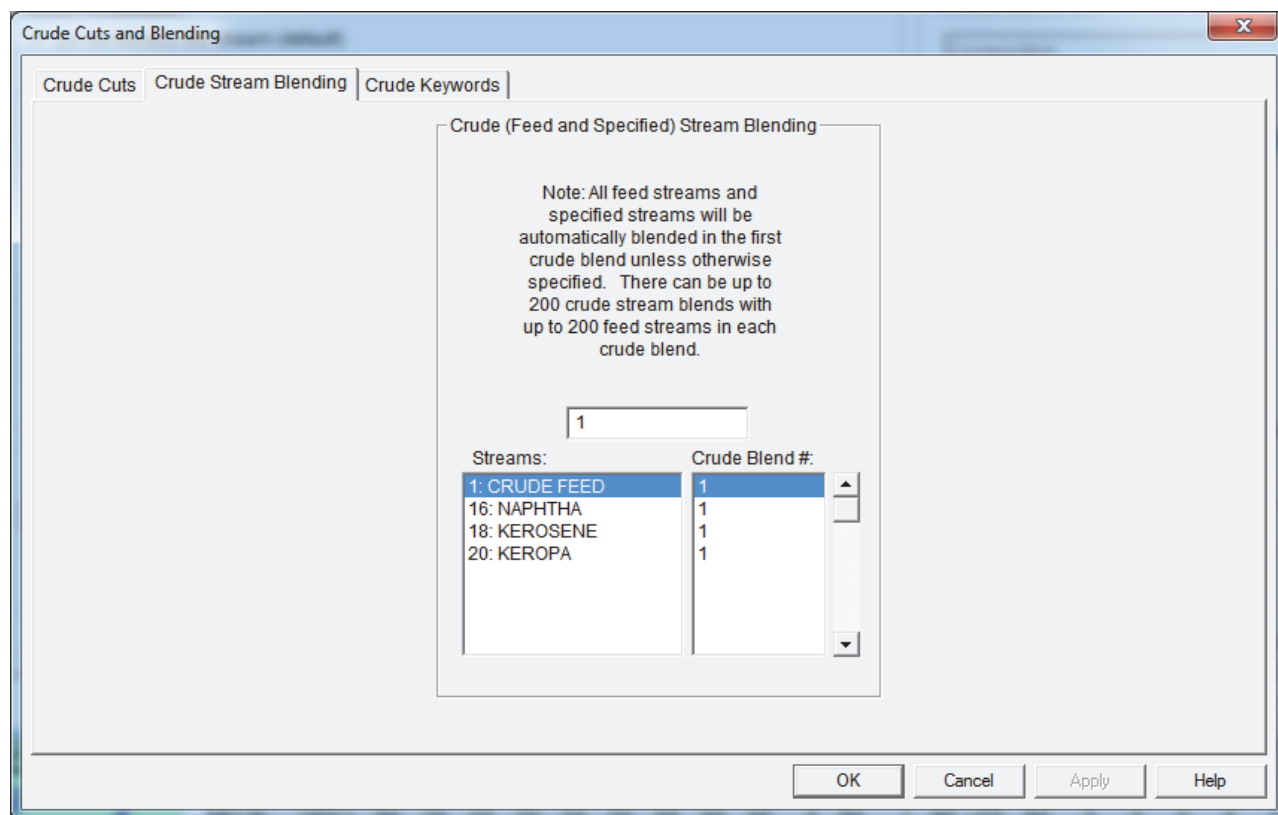 Crude Cuts and Blending
Crude Cuts Crude Stream Blending Crude Keywords
Crude (Feed and Specified) Stream Blending
Note: All feed streams and
specified streams will be
automatically blended in the first
crude blend unless otherwise
specified. There can be up to
200 crude stream blends with
up to 200 feed streams in each
crude blend.
1
Streams: Crude Blend #:
1: CRUDE FEED 1
16: NAPHTHA 1
18: KEROSENE 1
20: KEROPA 1
OK Cancel Apply Help